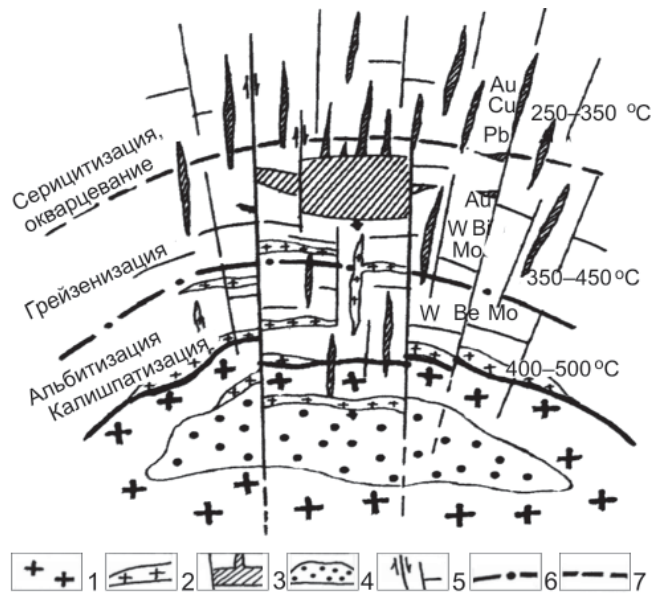 Au
Cu
250–350 °C
Pb
Серицитизация,
окварцевание
Au
W Bi
Mo
350–450°C
Грейзенизация
W Be Mo
400–500°C
Альбитизация
Калишпатизация,
1 2 3 4 5 6 7